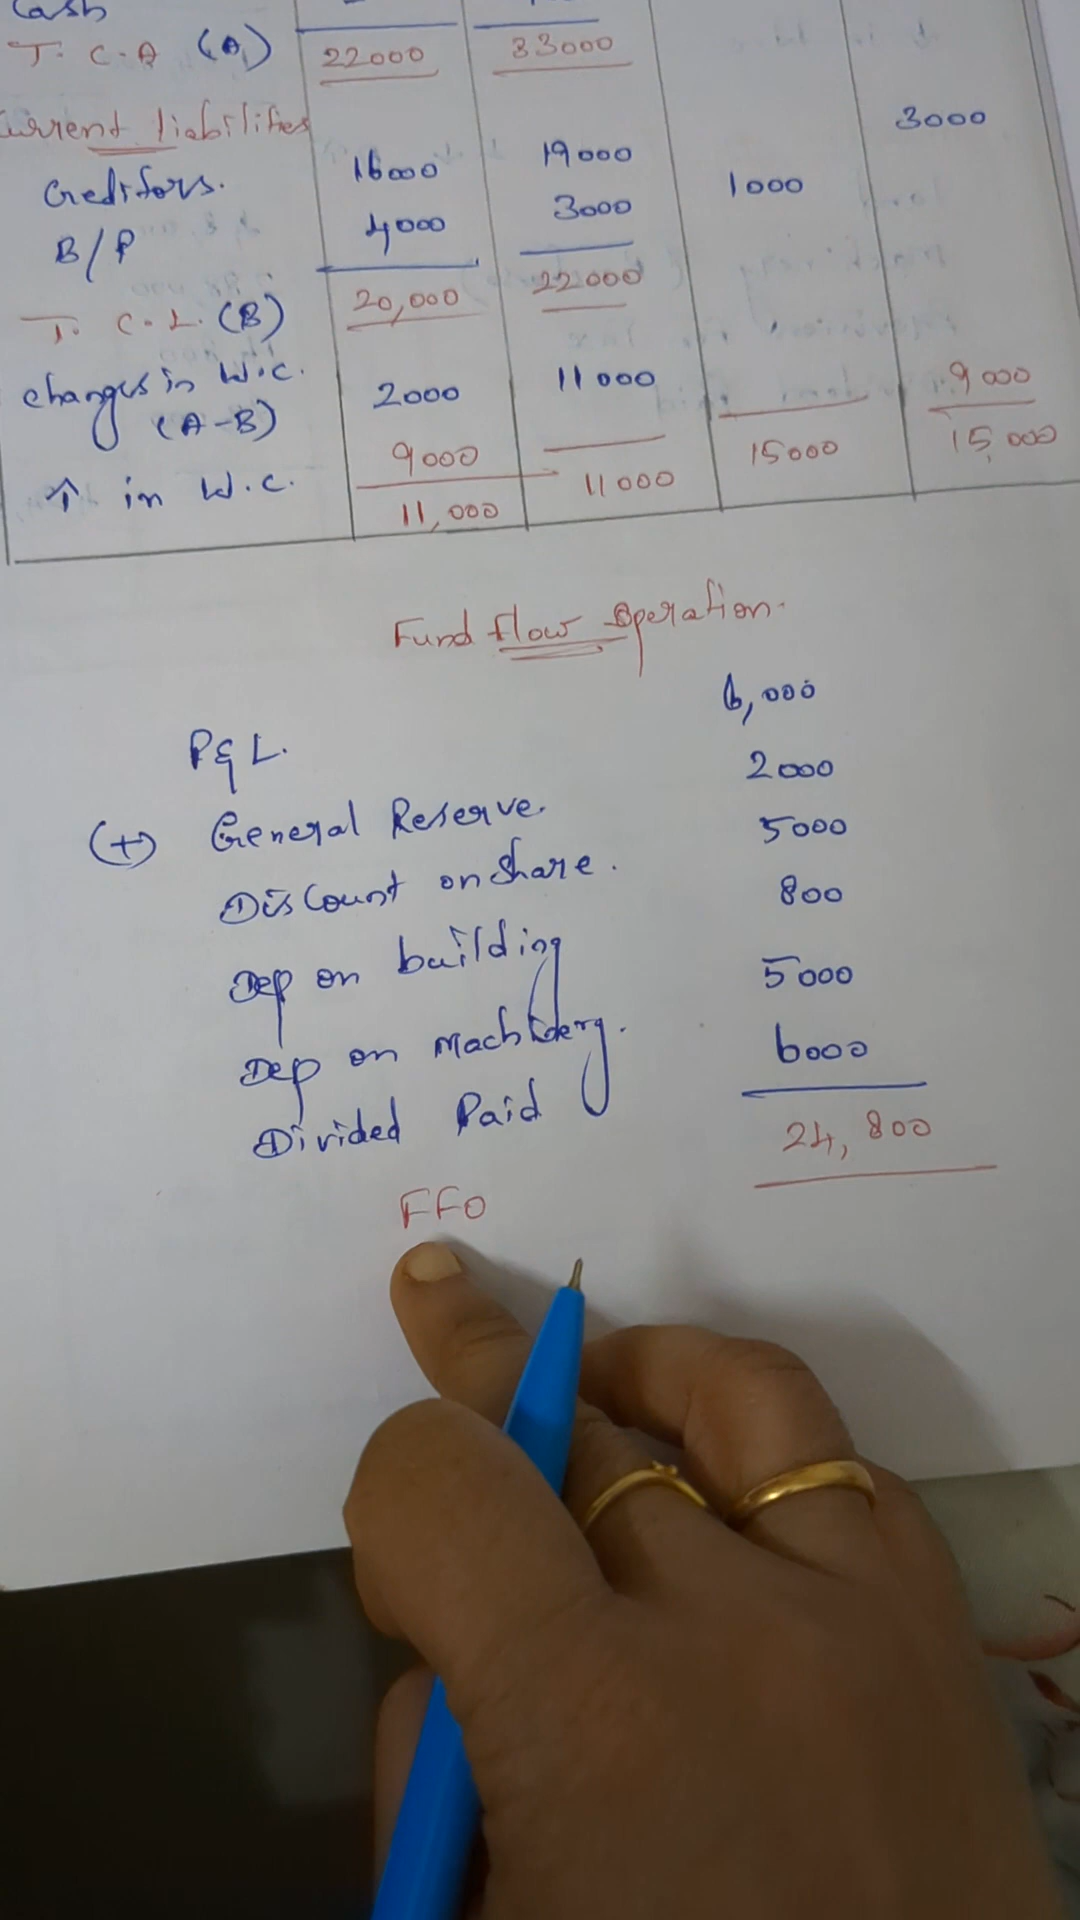 Cash
T. C.A (A) 22000 33000
Current liabilities
Creditors. 16000 19000 3000
B/P 4000 3000 1000
T. C.L. (B) 20,000 22000
changes in W.C. (A-B) 2000 11000 9000
↑ in W.C. 9000
11,000 11000 15000 15,000
Fund flow Operation.
P&L. 6,000
(+) General Reserve. 2000
Discount on Share. 5000
Dep on building 800
Dep on Machinery. 5000
Divided Paid 6000
FFO 24,800